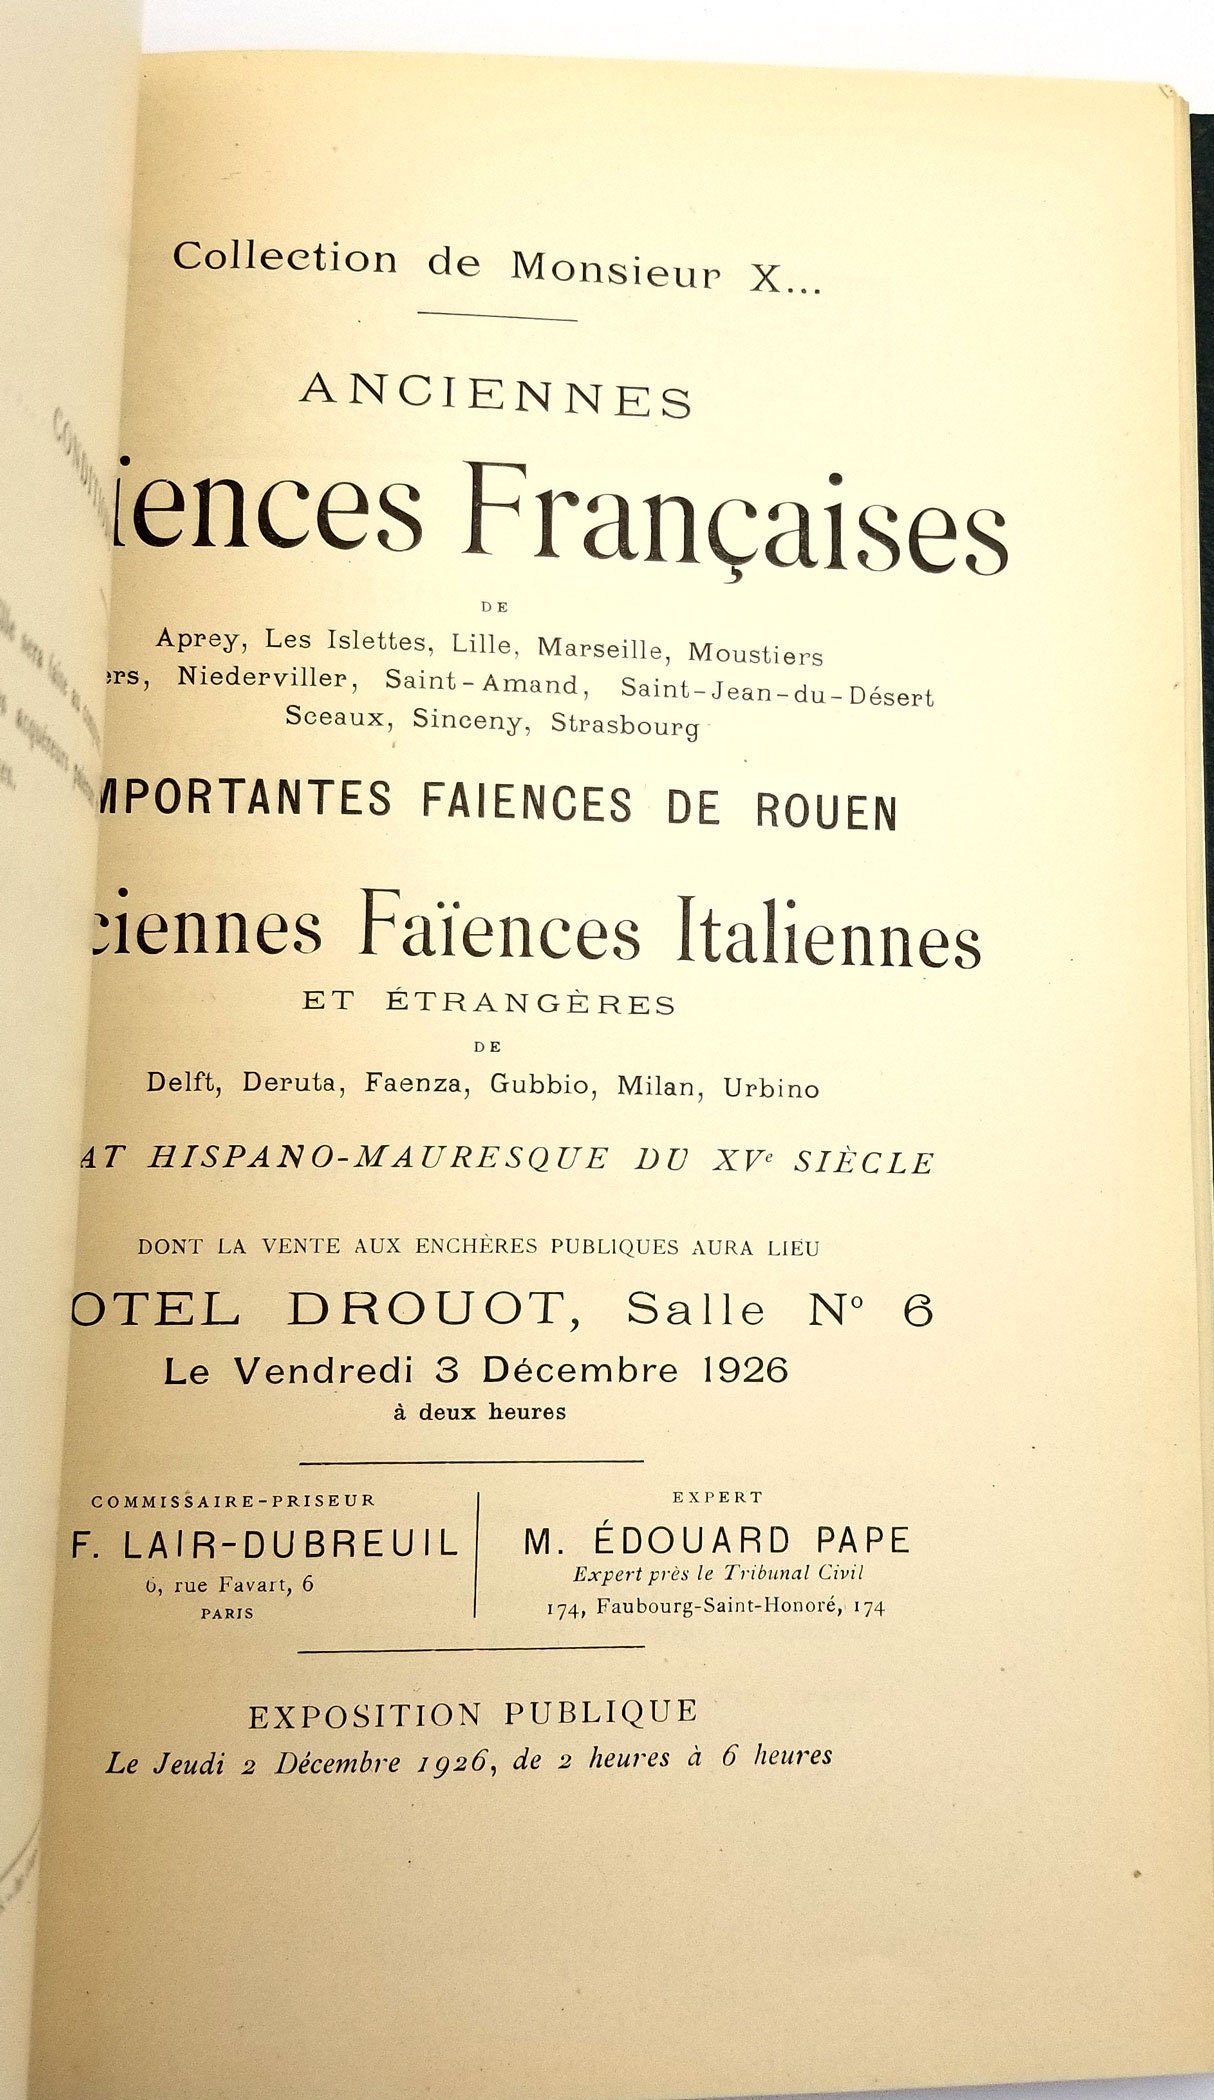 Collection de Monsieur X...
ANCIENNES
iences Françaises
DE
Aprey, Les Islettes, Lille, Marseille, Moustiers
ers, Niederviller, Saint-Amand, Saint-Jean-du-Désert
Sceaux, Sinceny, Strasbourg
MPORTANTES FAIENCES DE ROUEN
ciennes Faïences Italiennes
ET ÉTRANGÈRES
DE
Delft, Deruta, Faenza, Gubbio, Milan, Urbino
AT HISPANO-MAURESQUE DU XVe SIÈCLE
DONT LA VENTE AUX ENCHÈRES PUBLIQUES AURA LIEU
OTEL DROUOT, Salle No 6
Le Vendredi 3 Décembre 1926
à deux heures
COMMISSAIRE-PRISEUR
F. LAIR-DUBREUIL
6, rue Favart, 6
PARIS
EXPERT
M. ÉDOUARD PAPE
Expert près le Tribunal Civil
174, Faubourg-Saint-Honoré, 174
EXPOSITION PUBLIQUE
Le Jeudi 2 Décembre 1926, de 2 heures à 6 heures